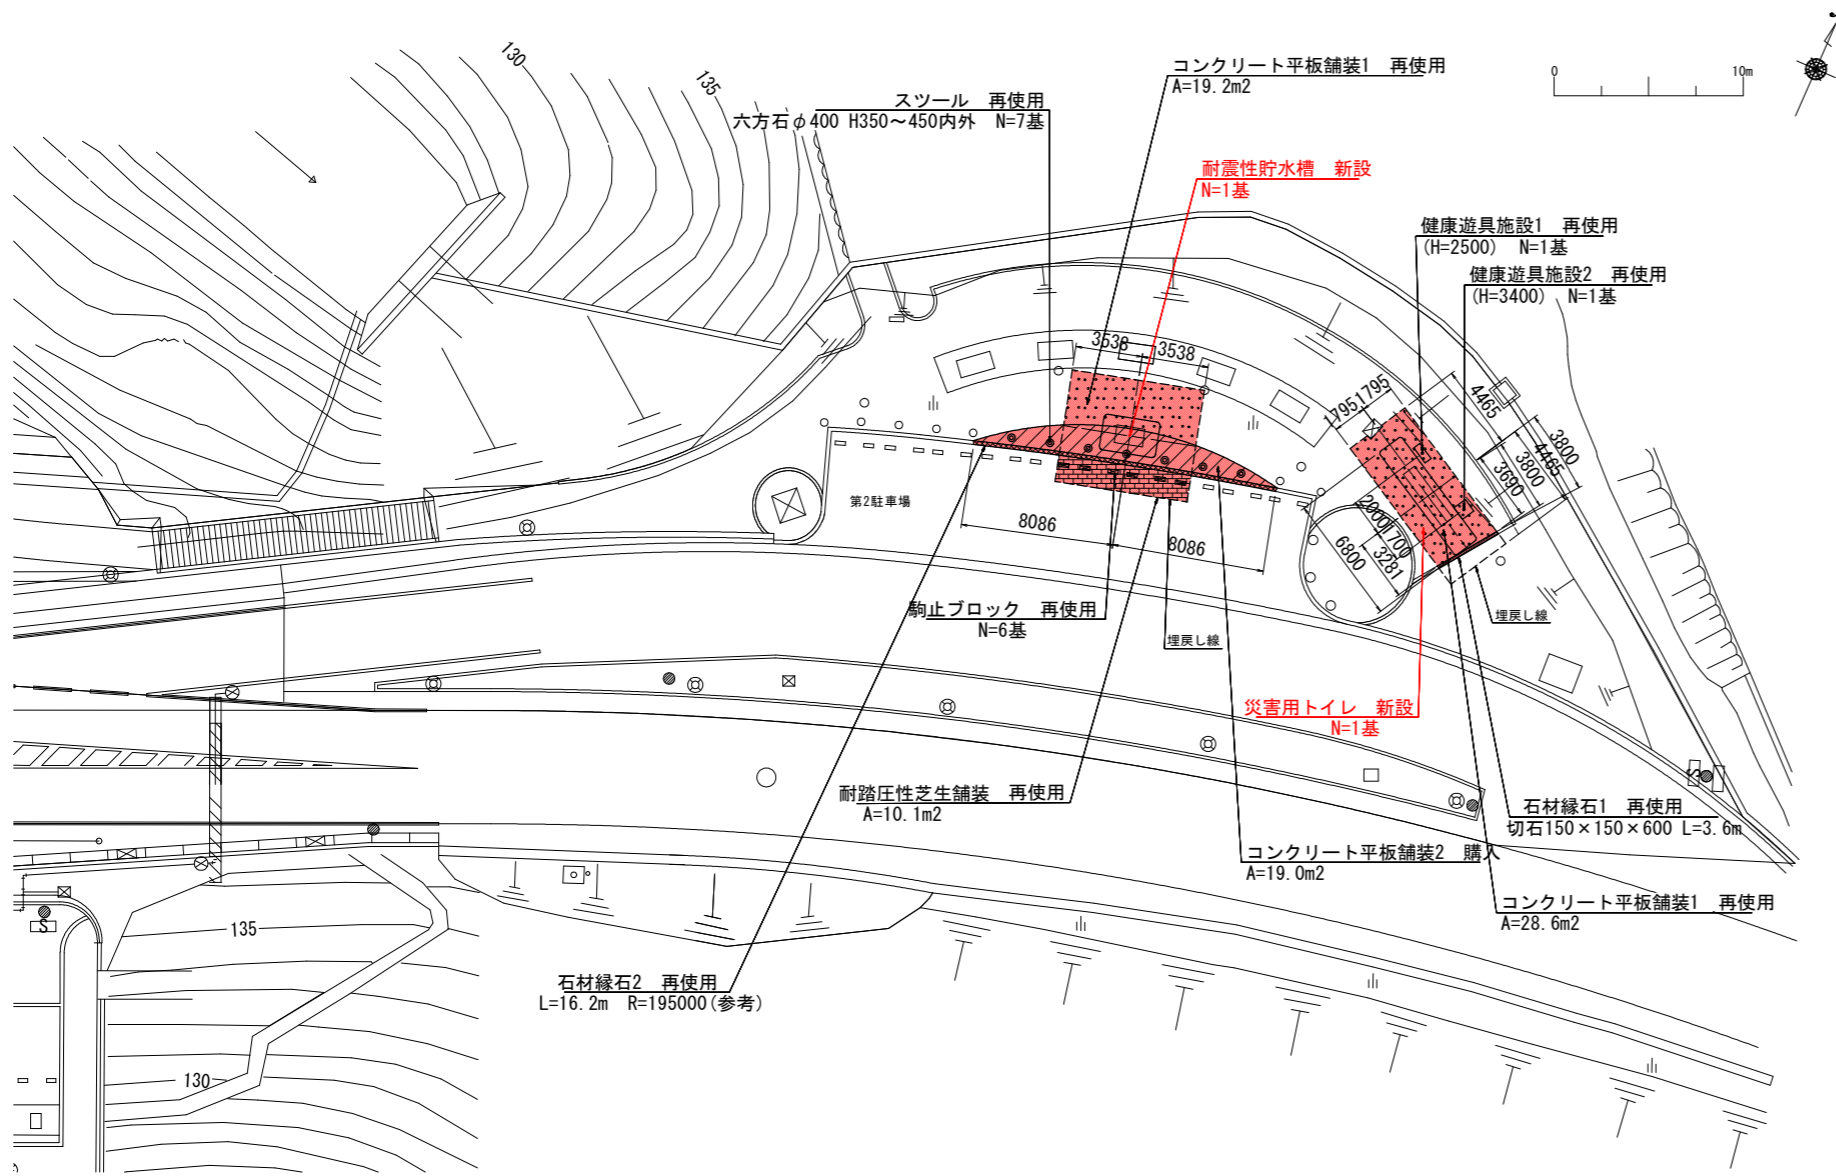 130
135
コンクリート平板舗装1　再使用
A=19.2m2
0　10m
スツール　再使用
六方石φ400 H350～450内外　N=7基
耐震性貯水槽　新設
N=1基
健康遊具施設1　再使用
(H=2500)　N=1基
健康遊具施設2　再使用
(H=3400)　N=1基
3538
3538
1795
1795
4465
3800
4465
3800
3690
第2駐車場
8086
8086
2000
1700
6800
3281
駒止ブロック　再使用
N=6基
埋戻し線
埋戻し線
災害用トイレ　新設
N=1基
耐踏圧性芝生舗装　再使用
A=10.1m2
石材縁石1　再使用
切石150×150×600 L=3.6m
コンクリート平板舗装2　購入
A=19.0m2
コンクリート平板舗装1　再使用
A=28.6m2
石材縁石2　再使用
L=16.2m　R=195000(参考)
S
S
135
130